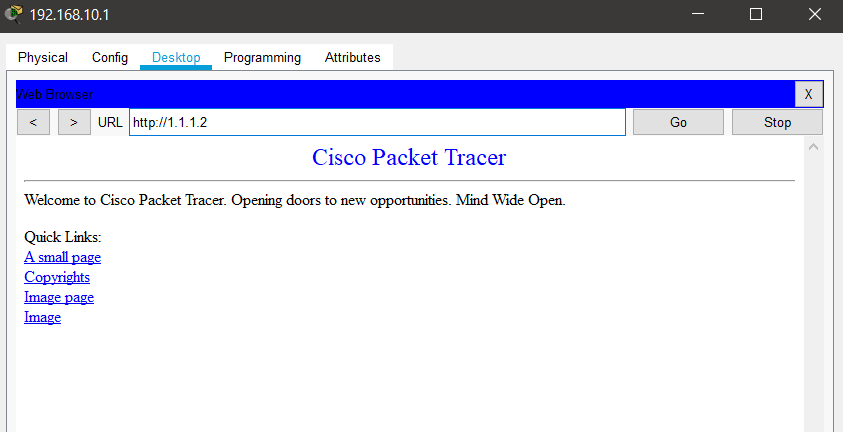 192.168.10.1
Physical Config Desktop Programming Attributes
Web Browser X
< > URL http://1.1.1.2 Go Stop
Cisco Packet Tracer
Welcome to Cisco Packet Tracer. Opening doors to new opportunities. Mind Wide Open.
Quick Links:
A small page
Copyrights
Image page
Image